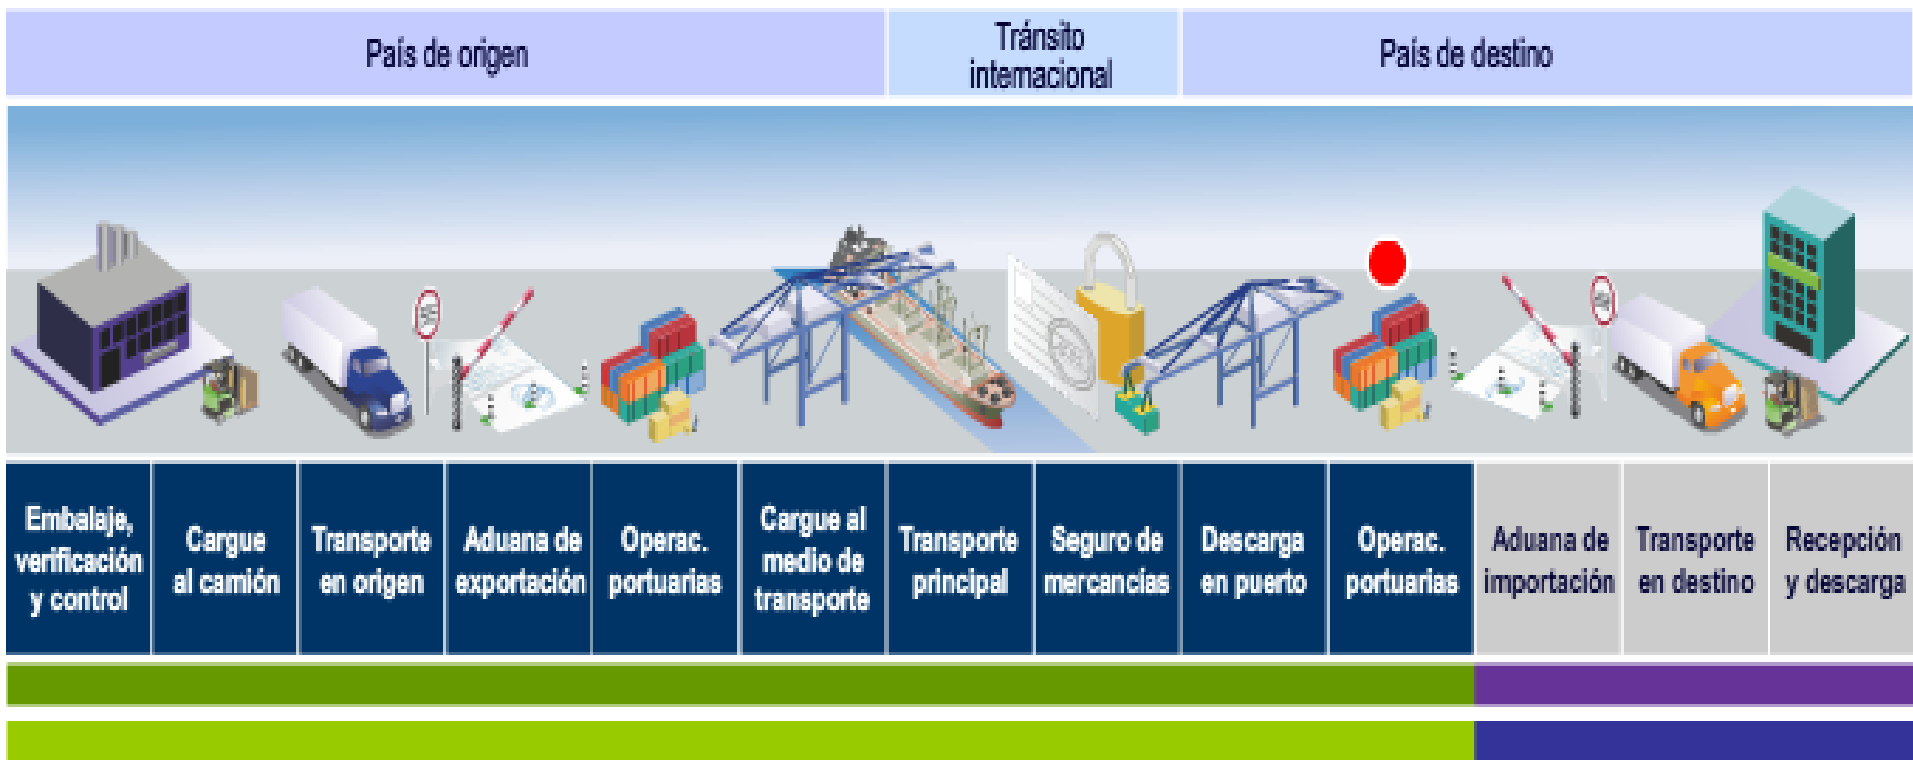 País de origen
Tránsito
internacional
País de destino
Embalaje,
verificación
y control
Cargue
al camión
Transporte
en origen
Aduana de
exportación
Operac.
portuarias
Cargue al
medio de
transporte
Transporte
principal
Seguro de
mercancías
Descarga
en puerto
Operac.
portuarias
Aduana de
importación
Transporte
en destino
Recepción
y descarga